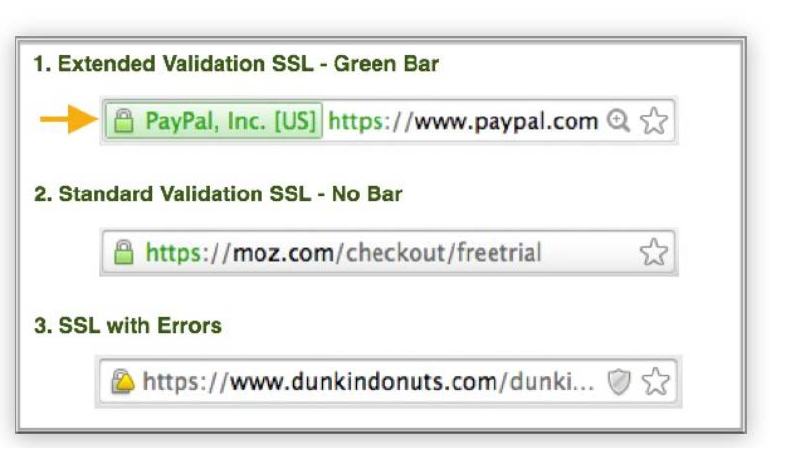 1. Extended Validation SSL - Green Bar
PayPal, Inc. [US] https://www.paypal.com
2. Standard Validation SSL - No Bar
https://moz.com/checkout/freetrial
3. SSL with Errors
https://www.dunkindonuts.com/dunki...